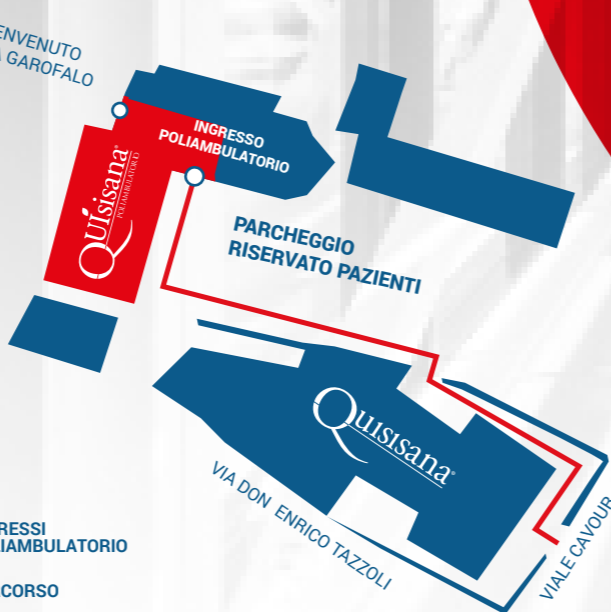 ENVENUTO
A GAROFALO
INGRESSO
POLIAMBULATORIO
Quisisana®
POLIAMBULATORIO
PARCHEGGIO
RISERVATO PAZIENTI
Quisisana®
VIA DON ENRICO TAZZOLI
VIALE CAVOUR
RESSI
IAMBULATORIO
CORSO